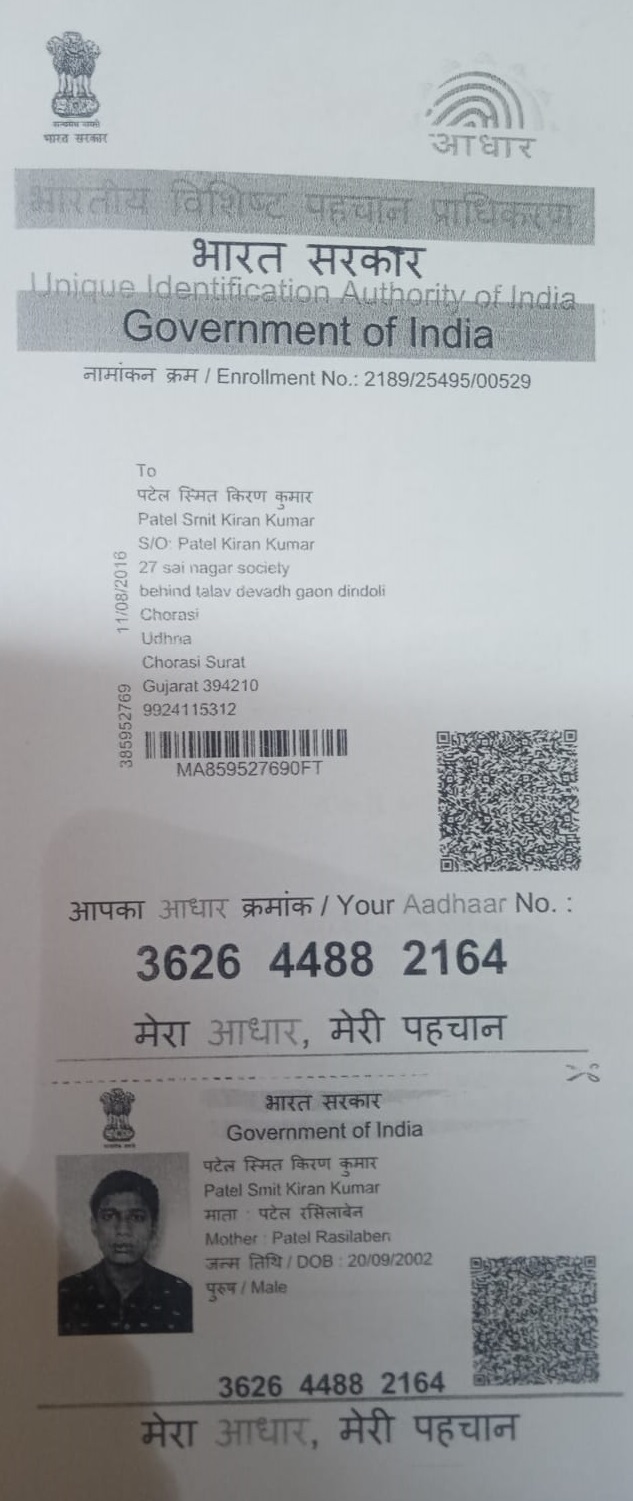 सत्यमेव जयते
भारत सरकार
आधार
भारतीय विशिष्ट पहचान प्राधिकरण
भारत सरकार
Unique Identification Authority of India
Government of India
नामांकन क्रम / Enrollment No.: 2189/25495/00529
To
पटेल स्मित किरण कुमार
Patel Smit Kiran Kumar
S/O: Patel Kiran Kumar
27 sai nagar society
behind talav devadh gaon dindoli
Chorasi
Udhna
Chorasi Surat
Gujarat 394210
9924115312
11/08/2016
385952769
MA859527690FT
आपका आधार क्रमांक / Your Aadhaar No. :
3626 4488 2164
मेरा आधार, मेरी पहचान
भारत सरकार
Government of India
पटेल स्मित किरण कुमार
Patel Smit Kiran Kumar
माता : पटेल रसिलाबेन
Mother : Patel Rasilaben
जन्म तिथि / DOB : 20/09/2002
पुरुष / Male
3626 4488 2164
मेरा आधार, मेरी पहचान